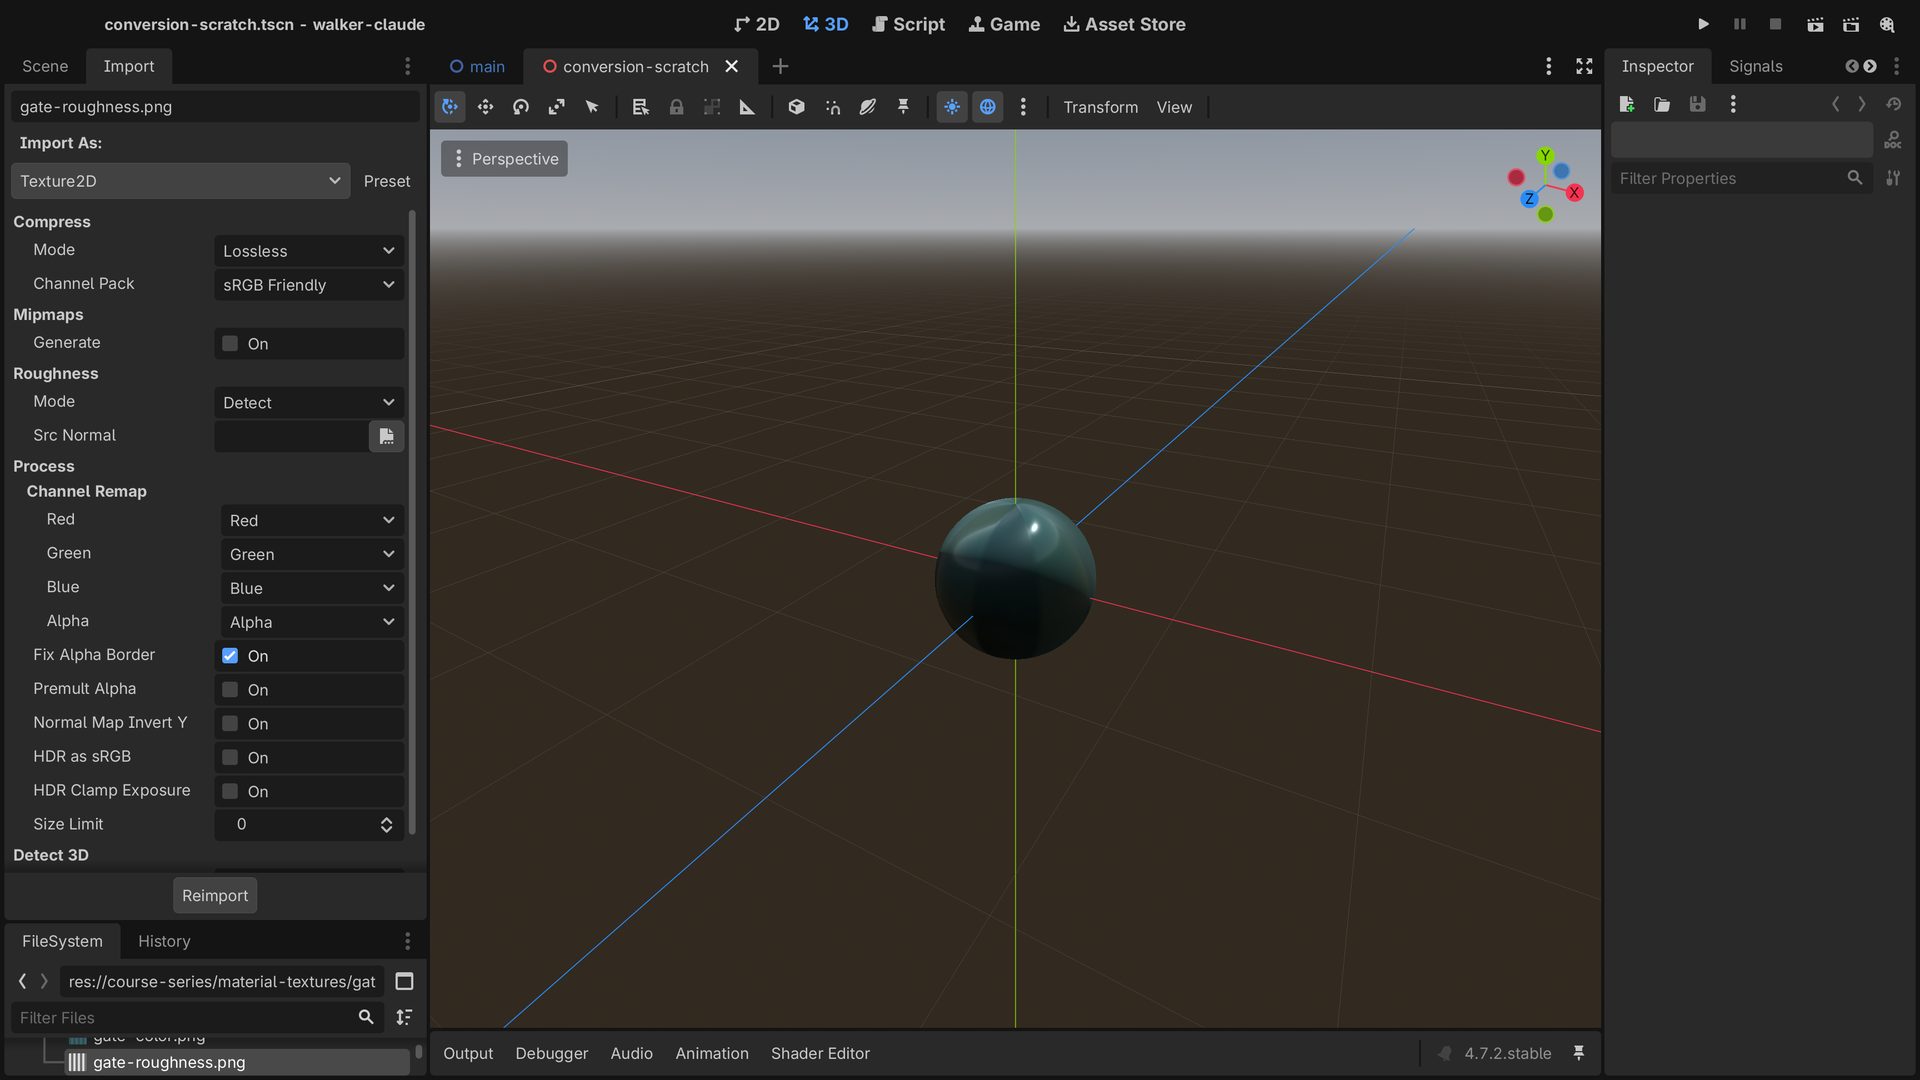 conversion-scratch.tscn - walker-claude
2D
3D
Script
Game
Asset Store
Scene
Import
main
conversion-scratch
Inspector
Signals
gate-roughness.png
Transform
View
Import As:
Perspective
Y
X
Z
DOC
Texture2D
Preset
Filter Properties
Compress
Mode
Lossless
Channel Pack
sRGB Friendly
Mipmaps
Generate
On
Roughness
Mode
Detect
Src Normal
Process
Channel Remap
Red
Red
Green
Green
Blue
Blue
Alpha
Alpha
Fix Alpha Border
On
Premult Alpha
On
Normal Map Invert Y
On
HDR as sRGB
On
HDR Clamp Exposure
On
Size Limit
0
Detect 3D
Reimport
FileSystem
History
res://course-series/material-textures/gat
Filter Files
gate-color.png
gate-roughness.png
Output
Debugger
Audio
Animation
Shader Editor
4.7.2.stable